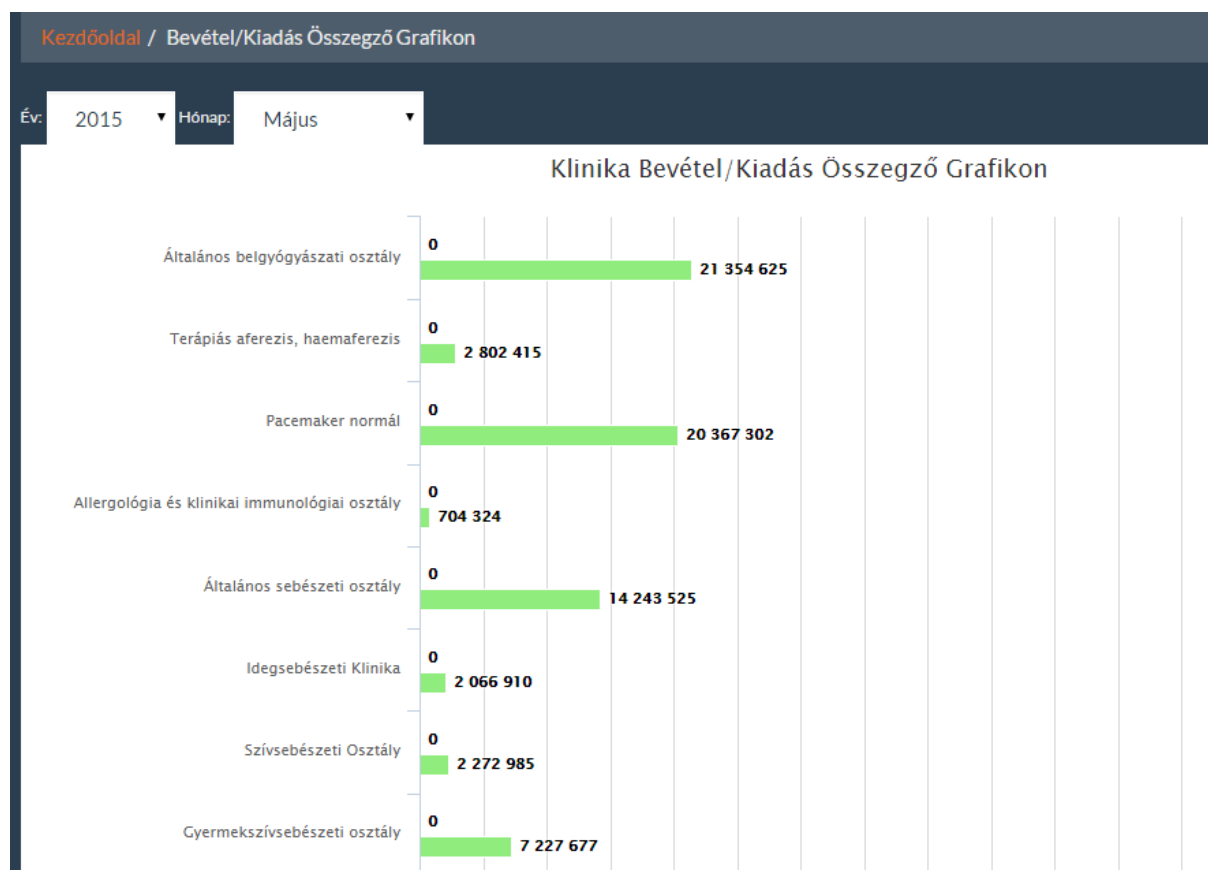 Kezdőoldal / Bevétel/Kiadás Összegző Grafikon
Év: 2015 Hónap: Május
Klinika Bevétel/Kiadás Összegző Grafikon
0
Általános belgyógyászati osztály
21 354 625
0
Terápiás aferezis, haemaferezis
2 802 415
0
Pacemaker normál
20 367 302
0
Allergológia és klinikai immunológiai osztály
704 324
0
Általános sebészeti osztály
14 243 525
0
Idegsebészeti Klinika
2 066 910
0
Szívsebészeti Osztály
2 272 985
0
Gyermekszívsebészeti osztály
7 227 677